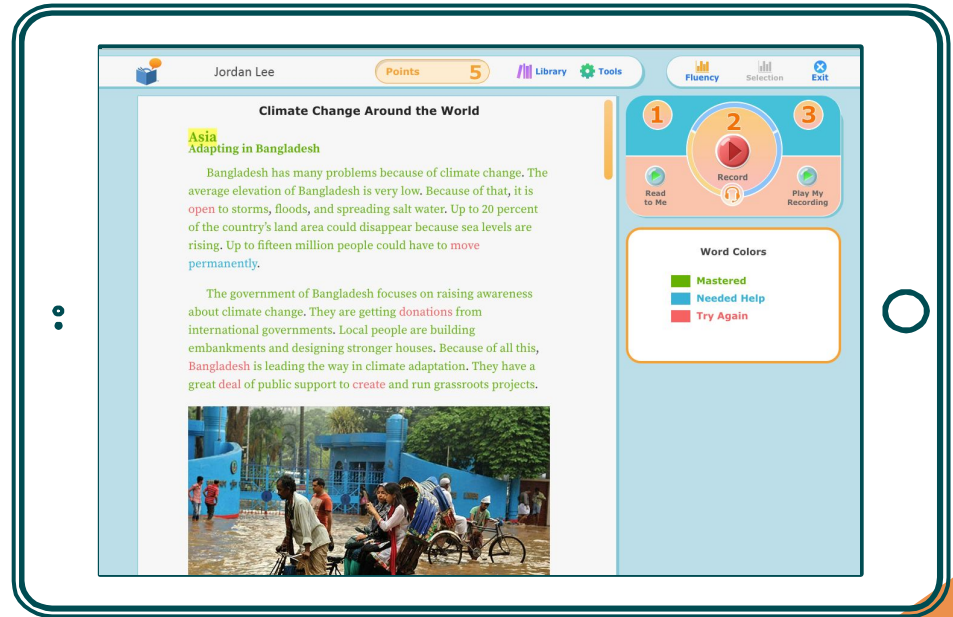 Jordan Lee
Points 5
Library
Tools
Fluency
Selection
Exit
Climate Change Around the World
Asia
Adapting in Bangladesh
Bangladesh has many problems because of climate change. The
average elevation of Bangladesh is very low. Because of that, it is
open to storms, floods, and spreading salt water. Up to 20 percent
of the country's land area could disappear because sea levels are
rising. Up to fifteen million people could have to move
permanently.
The government of Bangladesh focuses on raising awareness
about climate change. They are getting donations from
international governments. Local people are building
embankments and designing stronger houses. Because of all this,
Bangladesh is leading the way in climate adaptation. They have a
great deal of public support to create and run grassroots projects.
1
2
3
Record
Read
to Me
Play My
Recording
Word Colors
Mastered
Needed Help
Try Again